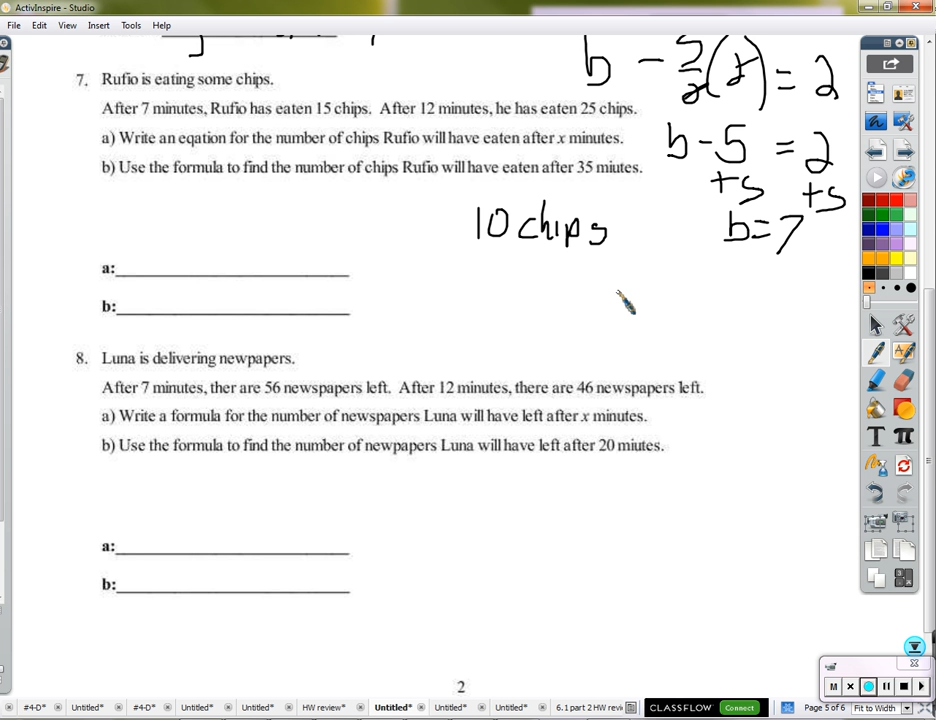 ActivInspire - Studio
File Edit View Insert Tools Help
b - 5/2(2) = 2
7. Rufio is eating some chips.
After 7 minutes, Rufio has eaten 15 chips. After 12 minutes, he has eaten 25 chips.
a) Write an eqation for the number of chips Rufio will have eaten after x minutes.
b) Use the formula to find the number of chips Rufio will have eaten after 35 miutes.
b - 5 = 2
+5 +5
b = 7
10 chips
a:
b:
8. Luna is delivering newpapers.
After 7 minutes, ther are 56 newspapers left. After 12 minutes, there are 46 newspapers left.
a) Write a formula for the number of newspapers Luna will have left after x minutes.
b) Use the formula to find the number of newpapers Luna will have left after 20 miutes.
a:
b:
2
#4-D* Untitled* #4-D* Untitled* Untitled* HW review* Untitled* Untitled* Untitled* 6.1 part 2 HW revi CLASSFLOW Connect Page 5 of 6 Fit to Width